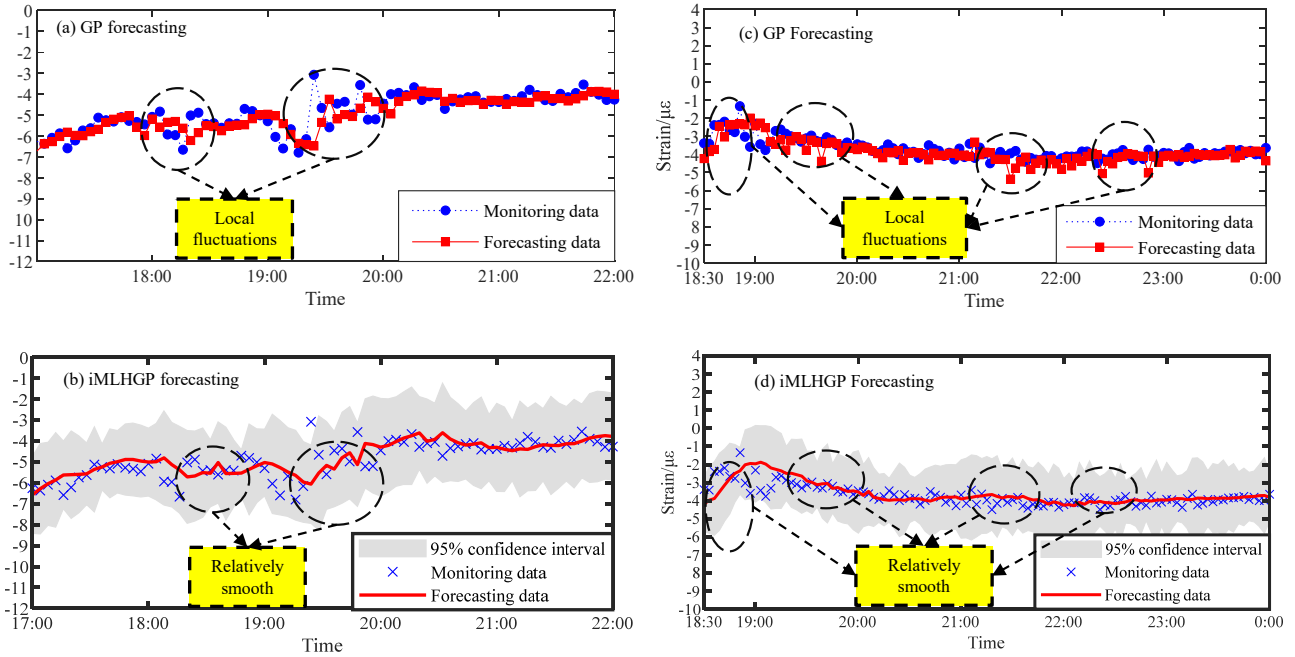 (a) GP forecasting
0
-1
-2
-3
-4
-5
-6
-7
-8
-9
-10
-11
-12
Local
fluctuations
Monitoring data
Forecasting data
18:00 19:00 20:00 21:00 22:00
Time
(c) GP Forecasting
Strain/με
4
3
2
1
0
-1
-2
-3
-4
-5
-6
-7
-8
-9
-10
Local
fluctuations
Monitoring data
Forecasting data
18:30 19:00 20:00 21:00 22:00 23:00 0:00
Time
(b) iMLHGP forecasting
0
-1
-2
-3
-4
-5
-6
-7
-8
-9
-10
-11
-12
Relatively
smooth
95% confidence interval
Monitoring data
Forecasting data
17:00 18:00 19:00 20:00 21:00 22:00
Time
(d) iMLHGP Forecasting
Strain/με
4
3
2
1
0
-1
-2
-3
-4
-5
-6
-7
-8
-9
-10
Relatively
smooth
95% confidence interval
Monitoring data
Forecasting data
18:30 19:00 20:00 21:00 22:00 23:00 0:00
Time